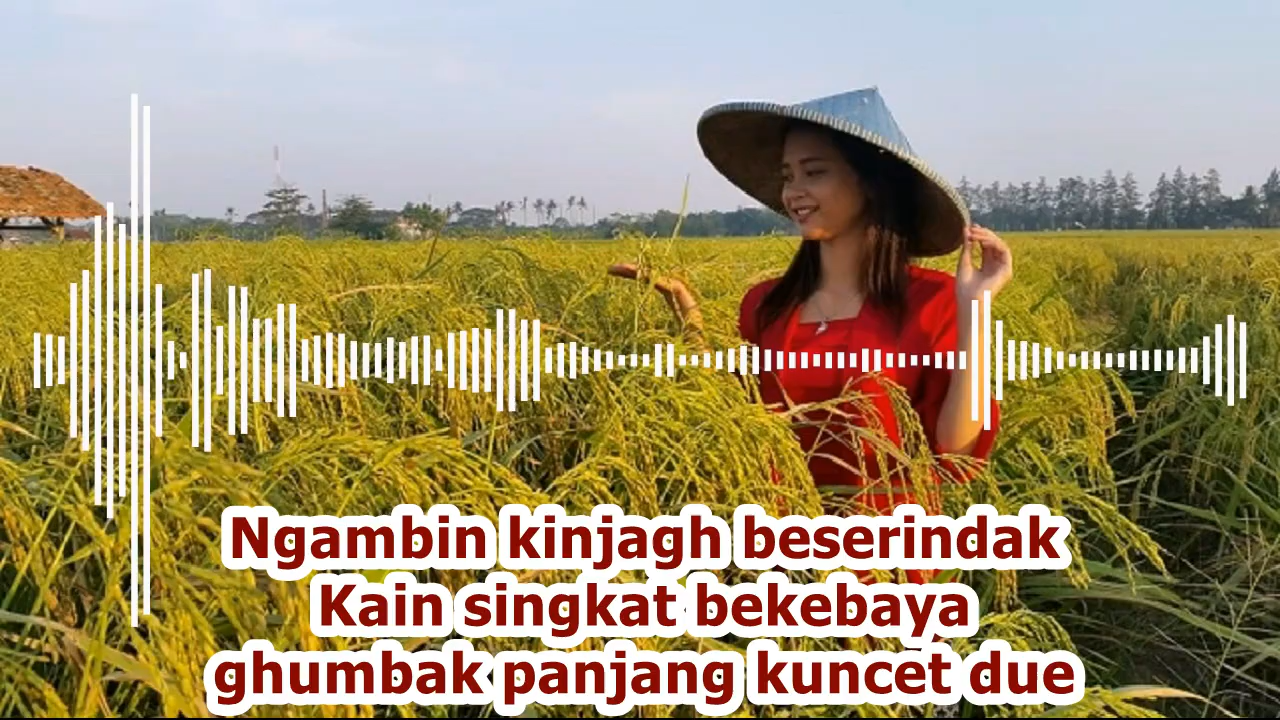 Ngambin kinjagh beserindak
Kain singkat bekebaya
ghumbak panjang kuncet due